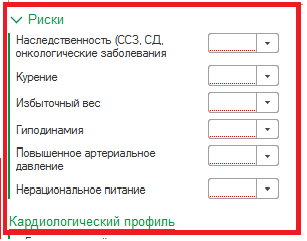 Риски
Наследственность (ССЗ, СД,
онкологические заболевания
Курение
Избыточный вес
Гиподинамия
Повышенное артериальное
давление
Нерациональное питание
Кардиологический профиль